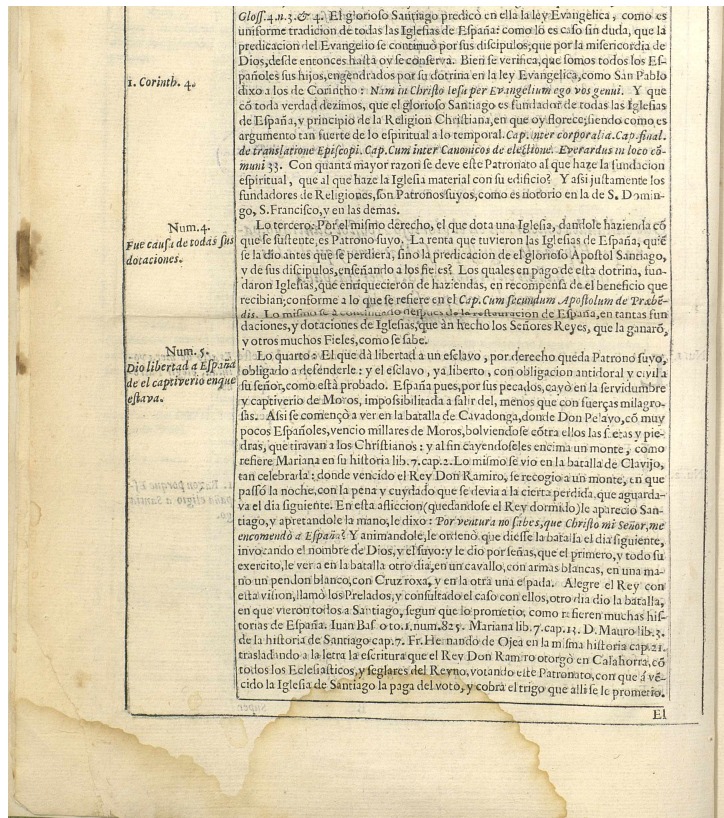 Gloss. 4. n. 3. & 4. El glorioso Santiago predicò en ella la ley Evangelica, como es
uniforme tradicion de todas las Iglesias de España: como lo es caso sin duda, que la
predicacion del Evangelio se continuò por sus discipulos; que por la misericordia de
Dios, desde entonces hasta oy se conserva. Bien se verifica, que somos todos los Es-
pañoles sus hijos, engendrados por su dotrina en la ley Evangelica, como San Pablo
1. Corinth. 4.
dixo a los de Corintho: Nam in Christo Iesu per Evangelium ego vos genui. Y que
cõ toda verdad dezimos, que el glorioso Santiago es fundador de todas las Iglesias
de España, y principio de la Religion Christiana, en que oy florece; siendo como es
argumento tan fuerte de lo espiritual a lo temporal. Cap. inter corporalia. Cap. final.
de translatione Episcopi. Cap. Cum inter Canonicos de electione. Everardus in loco cõ-
muni 33. Con quanta mayor razon se deve este Patronato al que haze la fundacion
espiritual, que al que haze la Iglesia material con su edificio? Y assi justamente los
fundadores de Religiones, son Patronos suyos, como es notorio en la de S. Domin-
go, S. Francisco, y en las demas.
Num. 4.
Fue causa de todas sus
dotaciones.
Lo tercero: Por el mismo derecho, el que dota una Iglesia, dandole hazienda cõ
que se sustente, es Patrono suyo. La renta que tuvieron las Iglesias de España, quiē
se la dio antes que se perdiera, sino la predicacion de el glorioso Apostol Santiago,
y de sus discipulos, enseñando a los fieles? Los quales en pago de esta dotrina, fun-
daron Iglesias, que enriquecieron de haziendas, en recompensa de el beneficio que
recibian; conforme a lo que se refiere en el Cap. Cum secundum Apostolum de Præbē-
dis. Lo mismo se à continuado despues de la restauracion de España, en tantas fun
daciones, y dotaciones de Iglesias, que àn hecho los Señores Reyes, que la ganarõ,
y otros muchos Fieles, como se sabe.
Num. 5.
Dio libertad a España
de el captiverio en que
estava.
Lo quarto: El que dà libertad a un esclavo, por derecho queda Patrono suyo,
obligado a defenderle: y el esclavo, ya liberto, con obligacion antidoral y civil a
su señor, como està probado. España pues, por sus pecados, cayò en la servidumbre
y captiverio de Moros, impossibilitada a salir del, menos que con fuerças milagro-
sas. Assi se començò a ver en la batalla de Cavadonga, donde Don Pelayo, cõ muy
pocos Españoles, vencio millares de Moros, bolviendose cõtra ellos las saetas y pie-
dras, que tiravan a los Christianos: y al fin cayendoseles encima un monte, como
refiere Mariana en su historia lib. 7. cap. 2. Lo mismo se vio en la batalla de Clavijo,
tan celebrada: donde vencido el Rey Don Ramiro, se recogio a un monte, en que
passò la noche, con la pena y cuydado que se devia a la cierta perdida, que aguarda-
va el dia siguiente. En esta afliccion (quedandose el Rey dormido) le aparecio San-
tiago, y apretandole la mano, le dixo: Por ventura no sabes, que Christo mi Señor, me
encomendò a España? Y animandole, le ordenò que diesse la batalla el dia siguiente,
invocando el nombre de Dios, y el suyo: y le dio por señas, que el primero, y todo su
exercito, le ver a en la batalla otro dia, en un cavallo, con armas blancas, en una ma-
no un pendon blanco, con Cruz roxa, y en la otra una espada. Alegre el Rey con
esta vision, llamò los Prelados, y consultado el caso con ellos, otro dia dio la batalla,
en que vieron todos a Santiago, segun que lo prometio, como refieren muchas his-
torias de España. Iuan Bas. o to. 1. num. 825. Mariana lib. 7. cap. 13. D. Mauro lib. 3.
de la historia de Santiago cap. 7. Fr. Hernando de Ojea en la misma historia cap. 21.
trasladando a la letra la escritura que el Rey Don Ramiro otorgò en Calahorra, cõ
todos los Eclesiasticos, y seglares del Reyno, votando este Patronato, con que á vē-
cido la Iglesia de Santiago la paga del voto, y cobra el trigo que alli se le prometio.
El